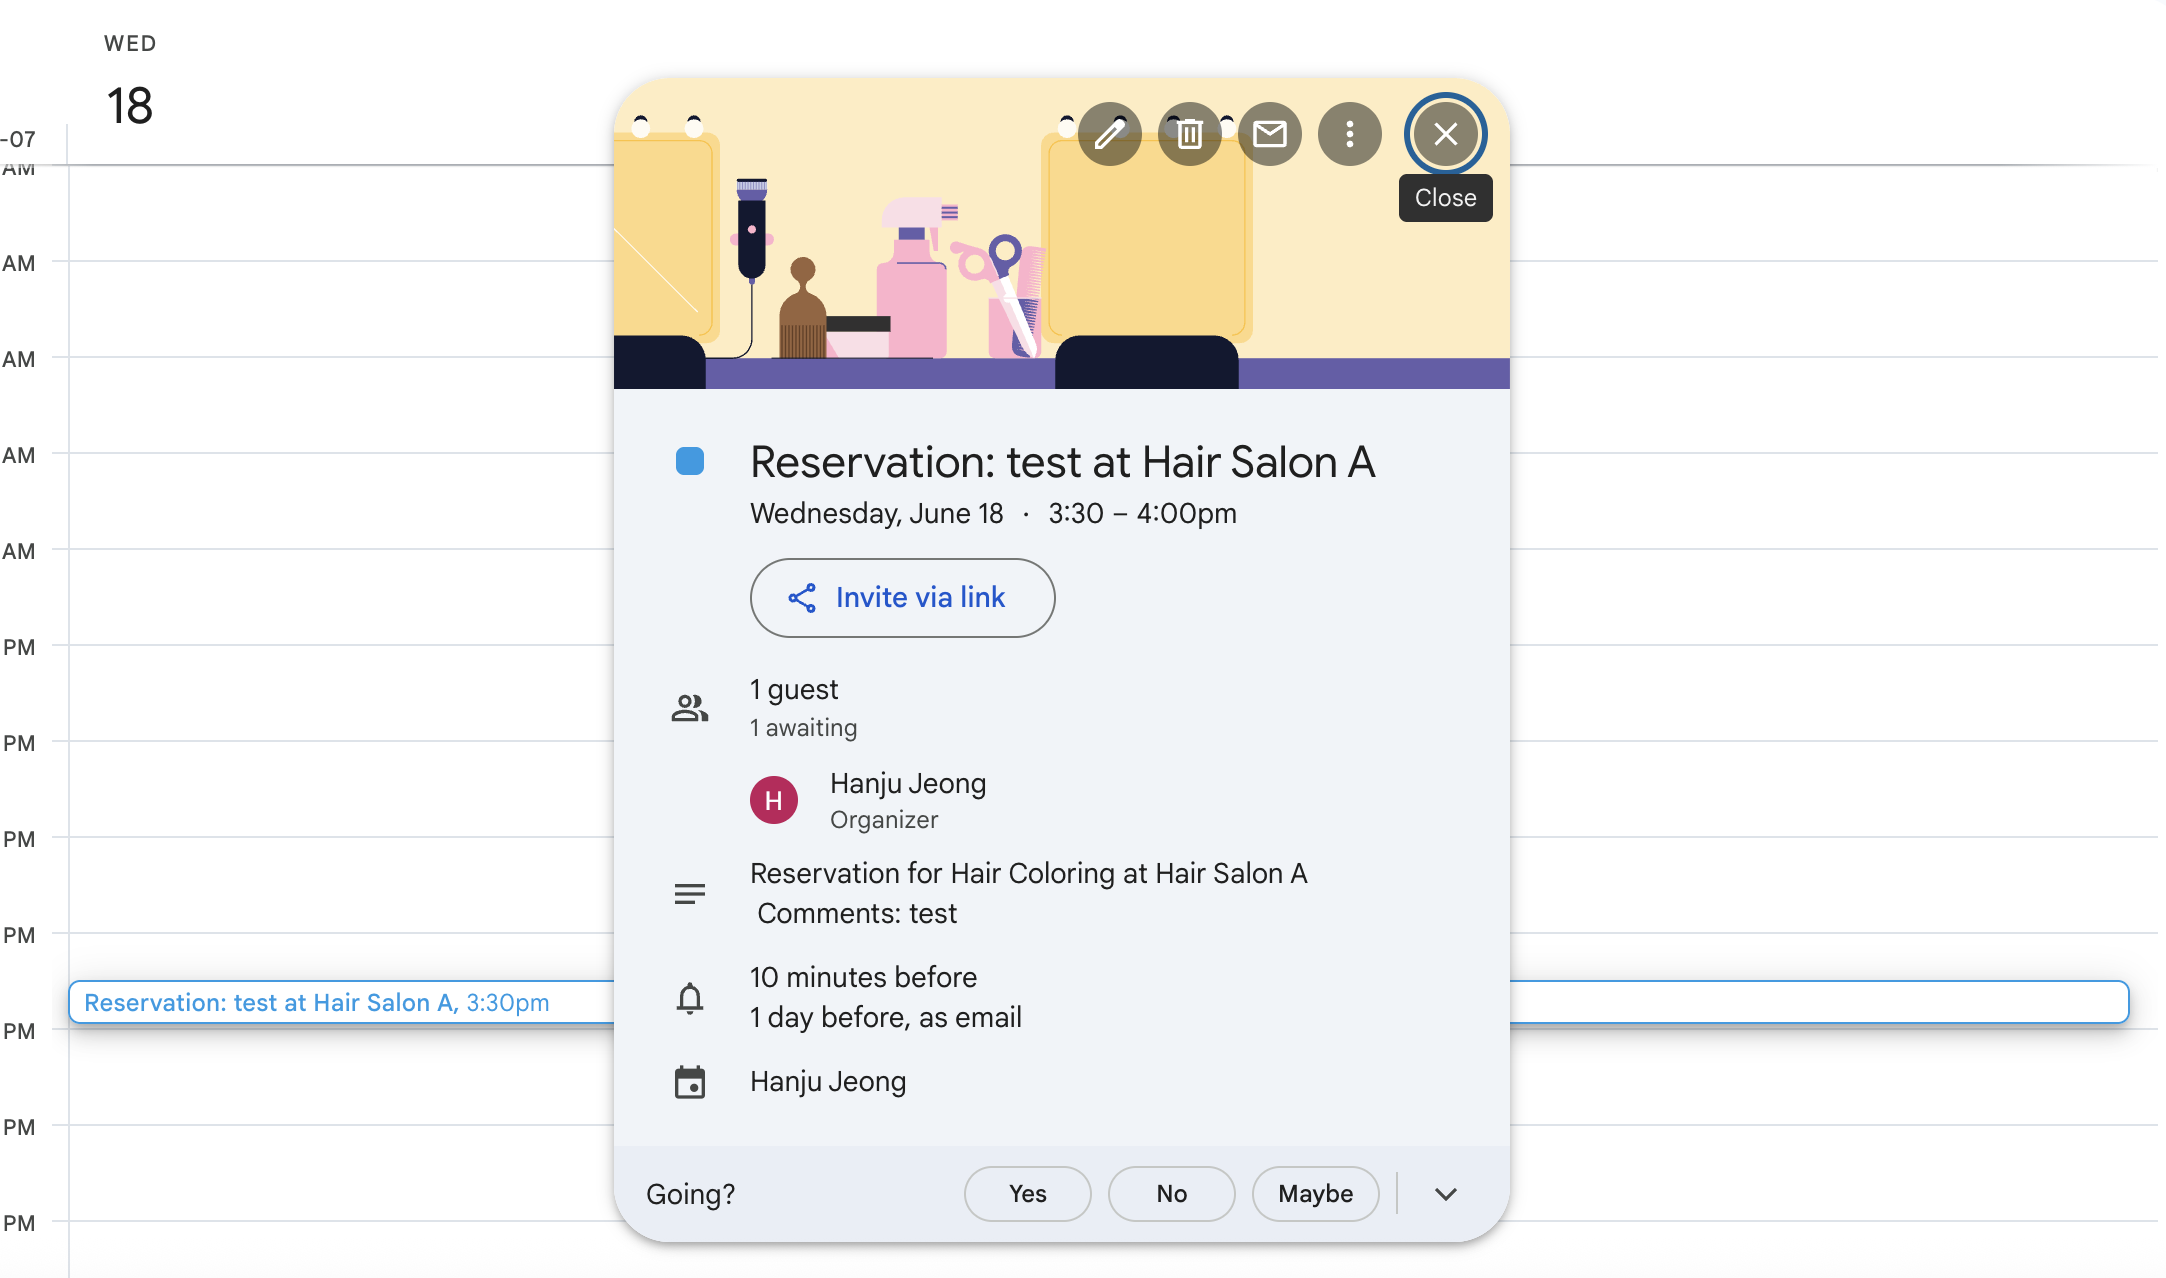 WED
18
-07
AM
AM
AM
AM
AM
PM
PM
PM
PM
PM
PM
PM
Reservation: test at Hair Salon A, 3:30pm
Close
Reservation: test at Hair Salon A
Wednesday, June 18 · 3:30 – 4:00pm
Invite via link
1 guest
1 awaiting
H
Hanju Jeong
Organizer
Reservation for Hair Coloring at Hair Salon A
Comments: test
10 minutes before
1 day before, as email
Hanju Jeong
Going?
Yes
No
Maybe